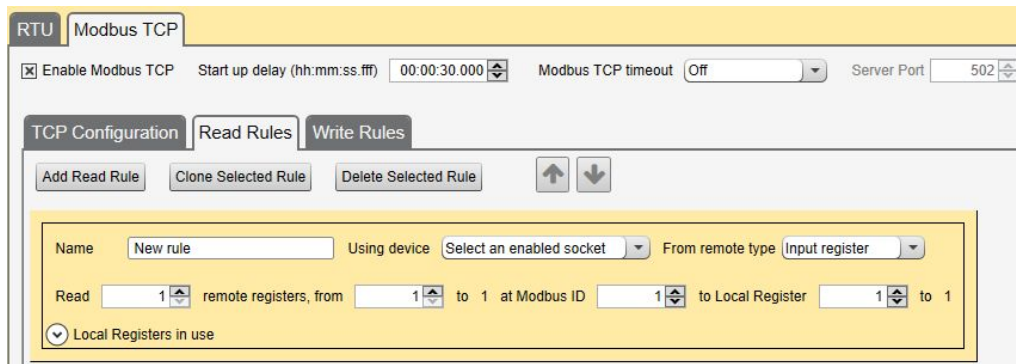 RTU Modbus TCP
Enable Modbus TCP Start up delay (hh:mm:ss.fff) 00:00:30.000 Modbus TCP timeout Off Server Port 502
TCP Configuration Read Rules Write Rules
Add Read Rule Clone Selected Rule Delete Selected Rule
Name New rule Using device Select an enabled socket From remote type Input register
Read 1 remote registers, from 1 to 1 at Modbus ID 1 to Local Register 1 to 1
Local Registers in use